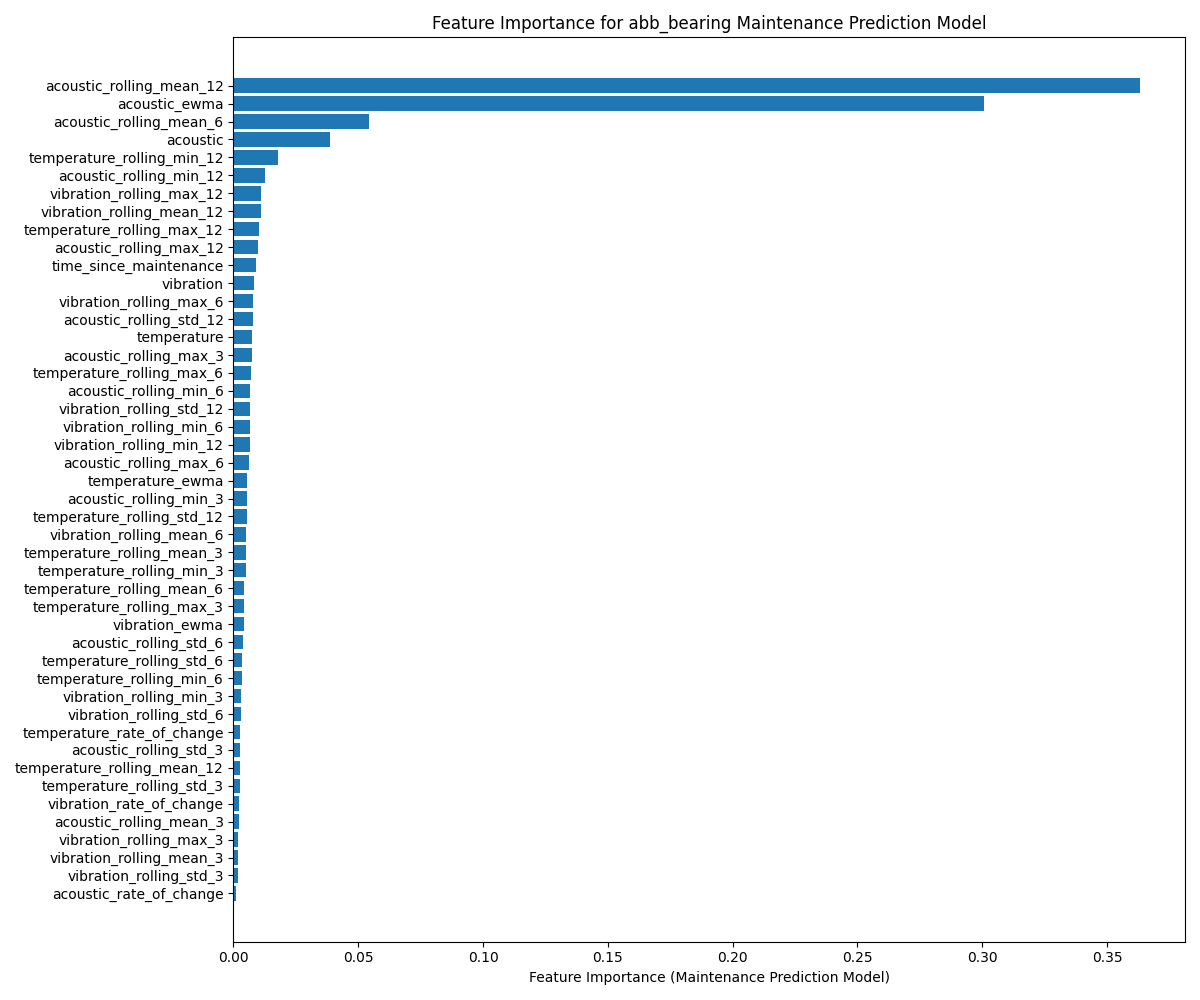 Feature Importance for abb_bearing Maintenance Prediction Model
acoustic_rolling_mean_12
acoustic_ewma
acoustic_rolling_mean_6
acoustic
temperature_rolling_min_12
acoustic_rolling_min_12
vibration_rolling_max_12
vibration_rolling_mean_12
temperature_rolling_max_12
acoustic_rolling_max_12
time_since_maintenance
vibration
vibration_rolling_max_6
acoustic_rolling_std_12
temperature
acoustic_rolling_max_3
temperature_rolling_max_6
acoustic_rolling_min_6
vibration_rolling_std_12
vibration_rolling_min_6
vibration_rolling_min_12
acoustic_rolling_max_6
temperature_ewma
acoustic_rolling_min_3
temperature_rolling_std_12
vibration_rolling_mean_6
temperature_rolling_mean_3
temperature_rolling_min_3
temperature_rolling_mean_6
temperature_rolling_max_3
vibration_ewma
acoustic_rolling_std_6
temperature_rolling_std_6
temperature_rolling_min_6
vibration_rolling_min_3
vibration_rolling_std_6
temperature_rate_of_change
acoustic_rolling_std_3
temperature_rolling_mean_12
temperature_rolling_std_3
vibration_rate_of_change
acoustic_rolling_mean_3
vibration_rolling_max_3
vibration_rolling_mean_3
vibration_rolling_std_3
acoustic_rate_of_change
0.00 0.05 0.10 0.15 0.20 0.25 0.30 0.35
Feature Importance (Maintenance Prediction Model)